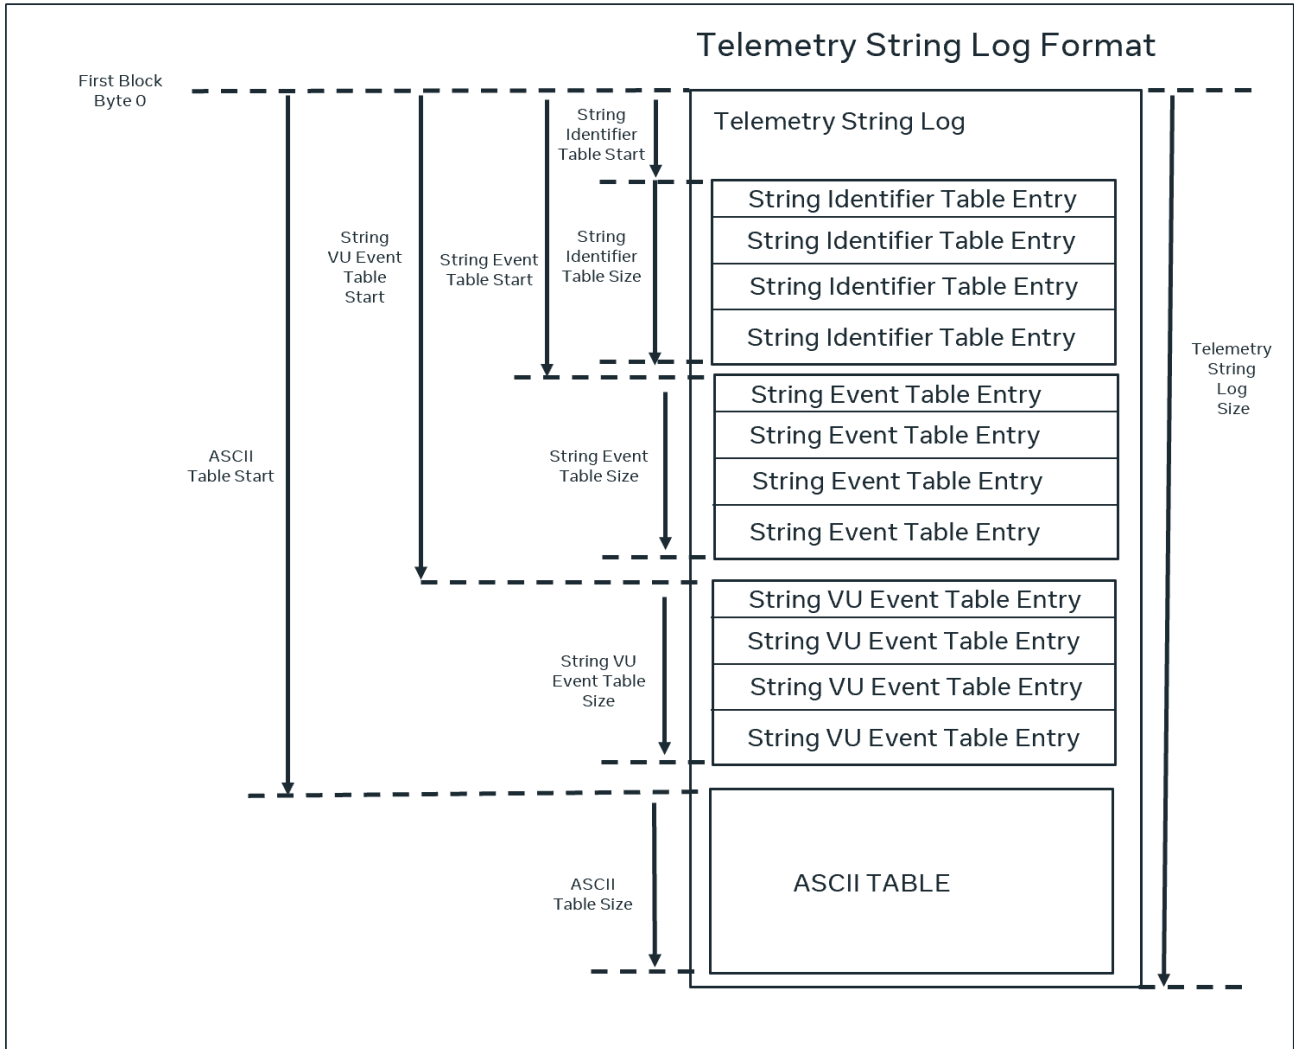 Telemetry String Log Format
First Block
Byte 0
String
Identifier
Table Start
Telemetry String Log
String Identifier Table Entry
String Identifier Table Entry
String Identifier Table Entry
String Identifier Table Entry
String
VU Event
Table
Start
String Event
Table Start
String
Identifier
Table Size
Telemetry
String
Log
Size
String Event Table Entry
String Event Table Entry
String Event Table Entry
String Event Table Entry
ASCII
Table Start
String Event
Table Size
String VU Event Table Entry
String VU Event Table Entry
String VU Event Table Entry
String VU Event Table Entry
String VU
Event Table
Size
ASCII TABLE
ASCII
Table Size